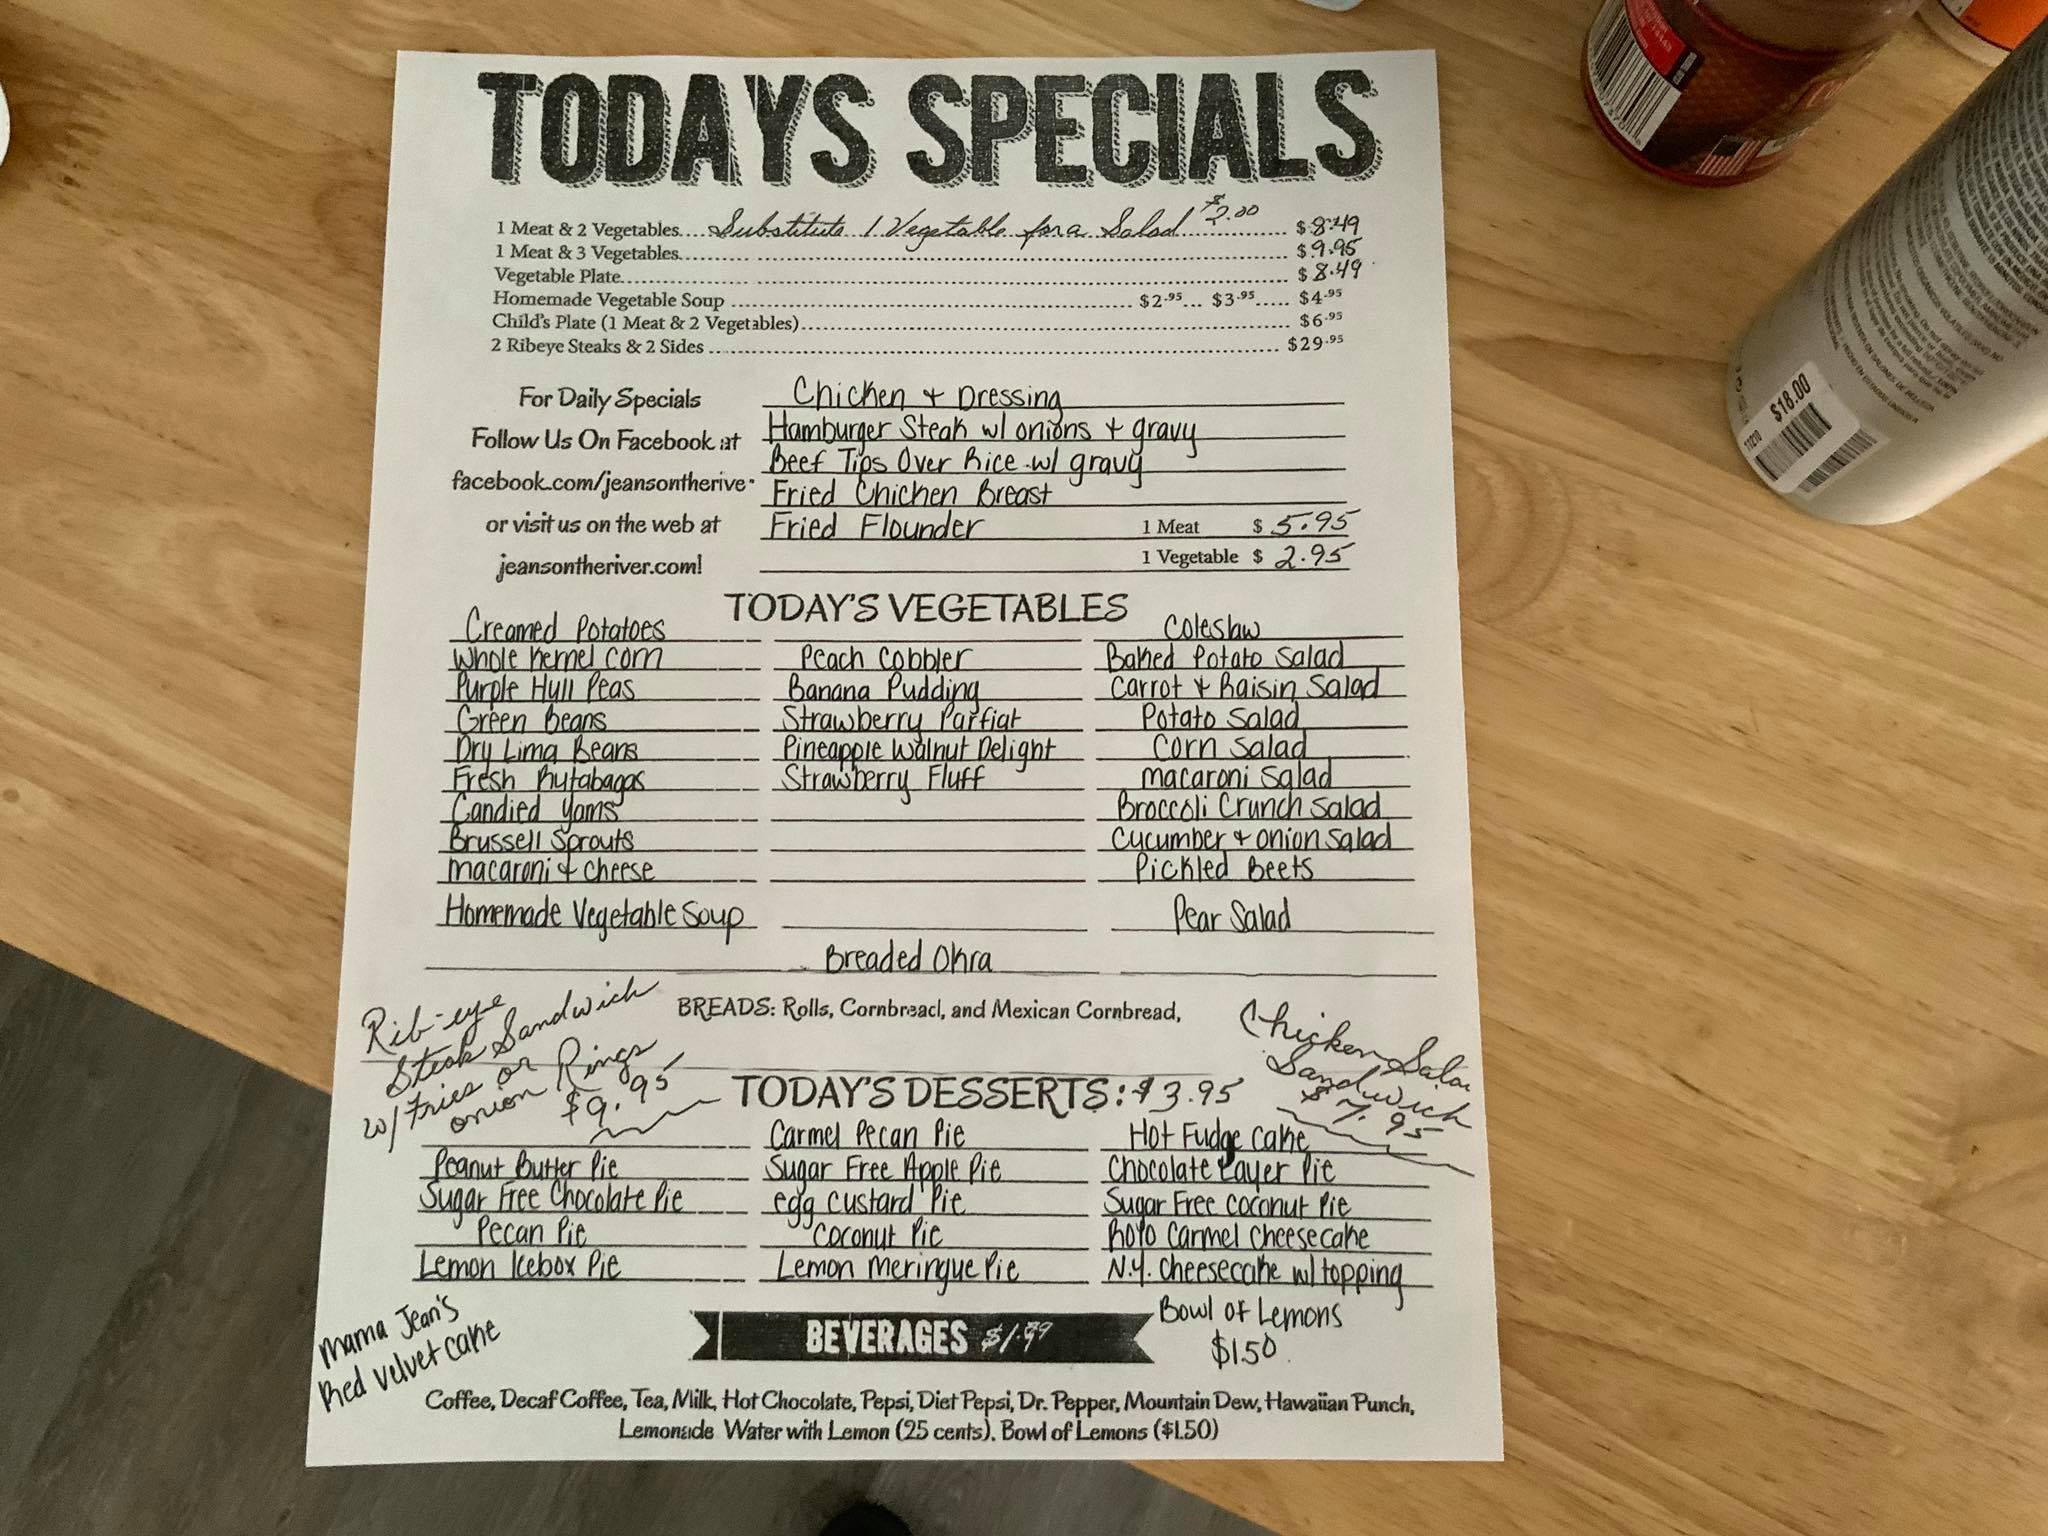 TODAYS SPECIALS
1 Meat & 2 Vegetables.... Substitute 1 Vegetable for a Salad $2.00 ........ $ 8.49
1 Meat & 3 Vegetables........ $ 9.95
Vegetable Plate........ $ 8.49
Homemade Vegetable Soup ........ $2.95... $3.95..... $4.95
Child's Plate (1 Meat & 2 Vegetables)........ $6.95
2 Ribeye Steaks & 2 Sides ........ $29.95
For Daily Specials
Follow Us On Facebook at
facebook.com/jeansontherive
or visit us on the web at
jeansontheriver.com!
Chicken + Dressing
Hamburger Steak w/ onions + gravy
Beef Tips Over Rice w/ gravy
Fried Chicken Breast
Fried Flounder 1 Meat $ 5.95
1 Vegetable $ 2.95
TODAY'S VEGETABLES
Creamed Potatoes Coleslaw
Whole Kernel Corn Peach Cobbler Baked Potato Salad
Purple Hull Peas Banana Pudding Carrot + Raisin Salad
Green Beans Strawberry Parfiat Potato Salad
Dry Lima Beans Pineapple Walnut Delight Corn Salad
Fresh Rutabagas Strawberry Fluff macaroni Salad
Candied Yams Broccoli Crunch Salad
Brussell Sprouts Cucumber + onion Salad
macaroni + cheese Pickled Beets
Homemade Vegetable Soup Pear Salad
Breaded Okra
BREADS: Rolls, Cornbread, and Mexican Cornbread,
Rib-eye
Steak Sandwich
w/ Fries or
onion Rings
$9.95
Chicken Sala
Sandwich
$7.95
TODAY'S DESSERTS: $3.95
Carmel Pecan Pie Hot Fudge Cake
Peanut Butter Pie Sugar Free Apple Pie Chocolate Layer Pie
Sugar Free Chocolate Pie egg custard Pie Sugar Free coconut Pie
Pecan Pie Coconut Pie Rolo Carmel Cheesecake
Lemon Icebox Pie Lemon meringue Pie N.Y. Cheesecake w/ topping
Mama Jean's
Red Velvet Cake
BEVERAGES
Bowl of Lemons
$1.50
Coffee, Decaf Coffee, Tea, Milk, Hot Chocolate, Pepsi, Diet Pepsi, Dr. Pepper, Mountain Dew, Hawaiian Punch,
Lemonade Water with Lemon (25 cents), Bowl of Lemons ($1.50)
$18.00